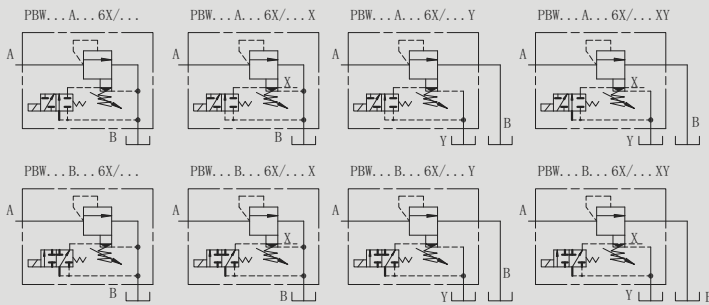 PBW...A...6X/...
PBW...A...6X/...X
PBW...A...6X/...Y
PBW...A...6X/...XY
A
A
A
A
X
X
B
B
Y
B
Y
B
PBW...B...6X/...
PBW...B...6X/...X
PBW...B...6X/...Y
PBW...B...6X/...XY
A
A
A
A
X
X
B
B
Y
B
Y
B